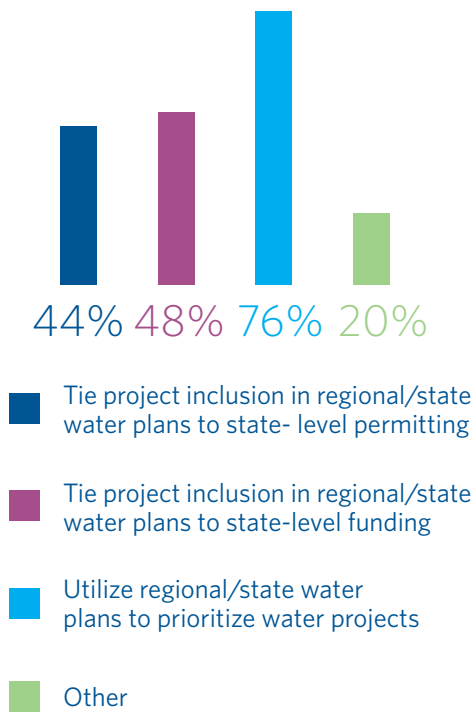 44% 48% 76% 20%
Tie project inclusion in regional/state
water plans to state- level permitting
Tie project inclusion in regional/state
water plans to state-level funding
Utilize regional/state water
plans to prioritize water projects
Other